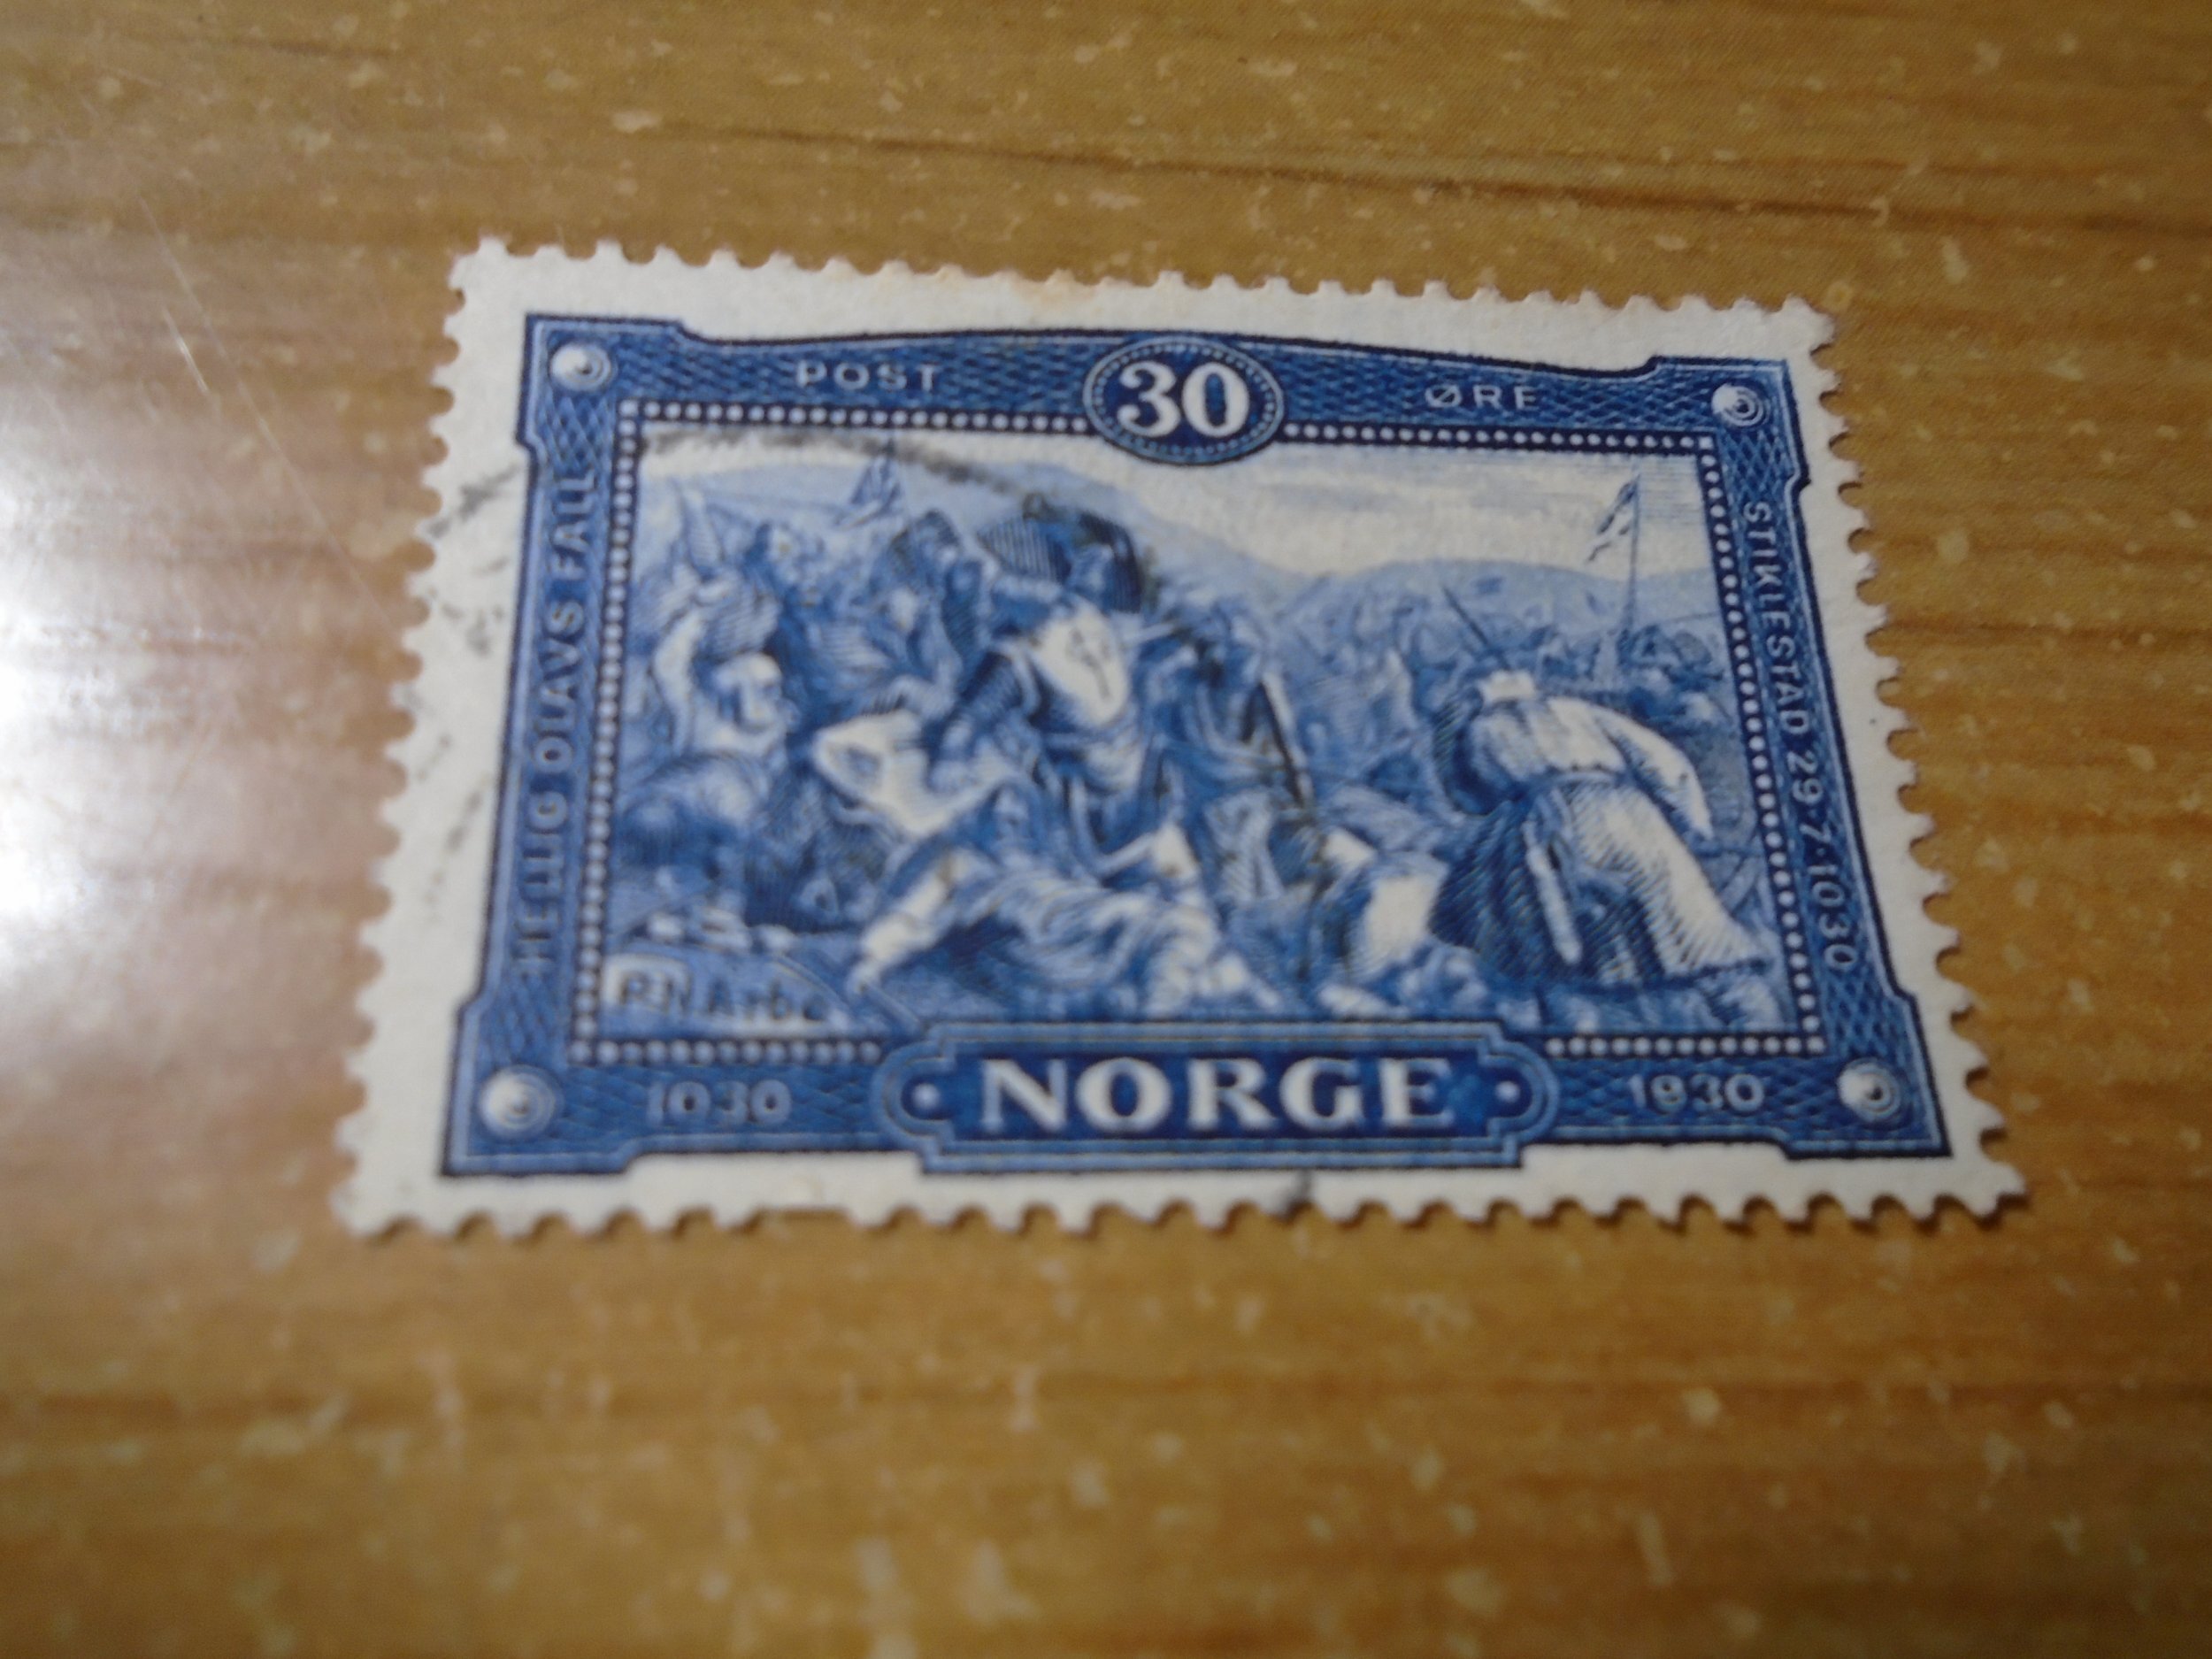 POST 30 ØRE
HELLIG OLAVS FALL
STIKLESTAD 29·7·1030
P.N.Arbo
1030 NORGE 1930